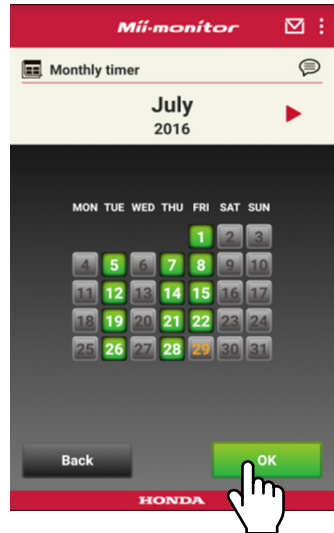 Mii-monitor
Monthly timer
July
2016
MON TUE WED THU FRI SAT SUN
1 2 3
4 5 6 7 8 9 10
11 12 13 14 15 16 17
18 19 20 21 22 23 24
25 26 27 28 29 30 31
Back OK
HONDA